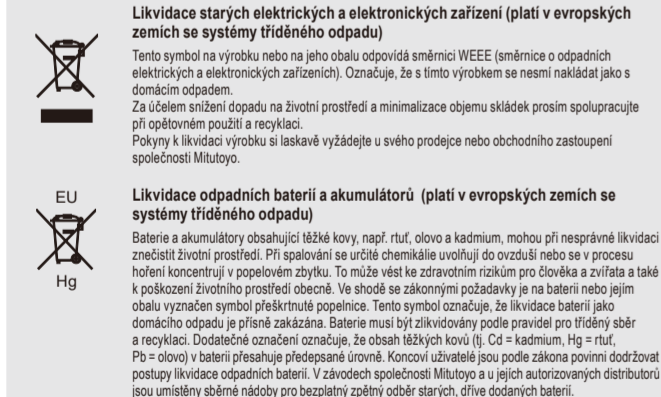 Likvidace starých elektrických a elektronických zařízení (platí v evropských
zemích se systémy tříděného odpadu)
Tento symbol na výrobku nebo na jeho obalu odpovídá směrnici WEEE (směrnice o odpadních
elektrických a elektronických zařízeních). Označuje, že s tímto výrobkem se nesmí nakládat jako s
domácím odpadem.
Za účelem snížení dopadu na životní prostředí a minimalizace objemu skládek prosím spolupracujte
při opětovném použití a recyklaci.
Pokyny k likvidaci výrobku si laskavě vyžádejte u svého prodejce nebo obchodního zastoupení
společnosti Mitutoyo.
EU
Hg
Likvidace odpadních baterií a akumulátorů (platí v evropských zemích se
systémy tříděného odpadu)
Baterie a akumulátory obsahující těžké kovy, např. rtuť, olovo a kadmium, mohou při nesprávné likvidaci
znečistit životní prostředí. Při spalování se určité chemikálie uvolňují do ovzduší nebo se v procesu
hoření koncentrují v popelovém zbytku. To může vést ke zdravotním rizikům pro člověka a zvířata a také
k poškození životního prostředí obecně. Ve shodě se zákonnými požadavky je na baterii nebo jejím
obalu vyznačen symbol přeškrtnuté popelnice. Tento symbol označuje, že likvidace baterií jako
domácího odpadu je přísně zakázána. Baterie musí být zlikvidovány podle pravidel pro tříděný sběr
a recyklaci. Dodatečné označení označuje, že obsah těžkých kovů (tj. Cd = kadmium, Hg = rtuť,
Pb = olovo) v baterii přesahuje předepsané úrovně. Koncoví uživatelé jsou podle zákona povinni dodržovat
postupy likvidace odpadních baterií. V závodech společnosti Mitutoyo a u jejích autorizovaných distributorů
jsou umístěny sběrné nádoby pro bezplatný zpětný odběr starých, dříve dodaných baterií.